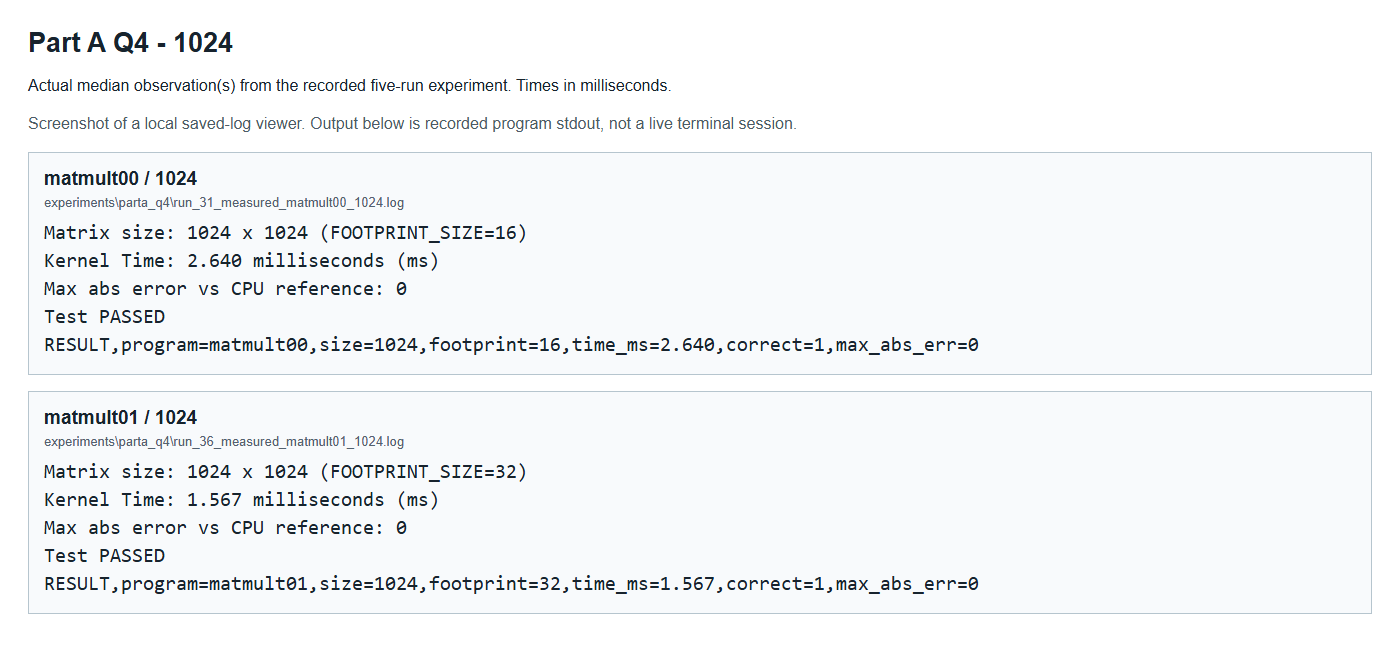 Part A Q4 - 1024
Actual median observation(s) from the recorded five-run experiment. Times in milliseconds.
Screenshot of a local saved-log viewer. Output below is recorded program stdout, not a live terminal session.
matmult00 / 1024
experiments\parta_q4\run_31_measured_matmult00_1024.log
Matrix size: 1024 x 1024 (FOOTPRINT_SIZE=16)
Kernel Time: 2.640 milliseconds (ms)
Max abs error vs CPU reference: 0
Test PASSED
RESULT,program=matmult00,size=1024,footprint=16,time_ms=2.640,correct=1,max_abs_err=0
matmult01 / 1024
experiments\parta_q4\run_36_measured_matmult01_1024.log
Matrix size: 1024 x 1024 (FOOTPRINT_SIZE=32)
Kernel Time: 1.567 milliseconds (ms)
Max abs error vs CPU reference: 0
Test PASSED
RESULT,program=matmult01,size=1024,footprint=32,time_ms=1.567,correct=1,max_abs_err=0